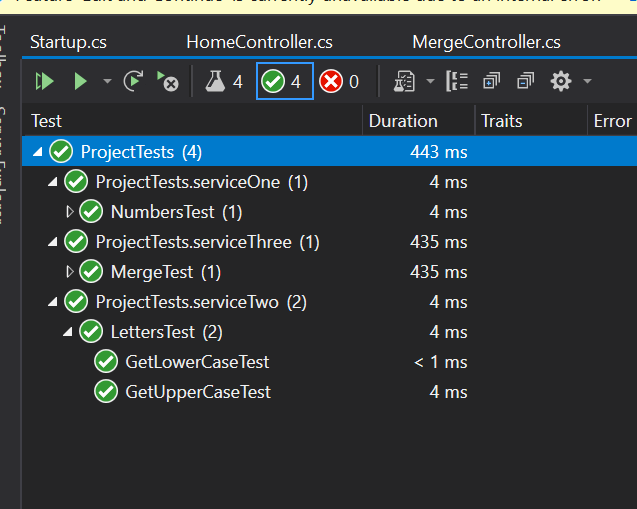 Startup.cs HomeController.cs MergeController.cs
4 4 0
Test Duration Traits Error
ProjectTests (4) 443 ms
ProjectTests.serviceOne (1) 4 ms
NumbersTest (1) 4 ms
ProjectTests.serviceThree (1) 435 ms
MergeTest (1) 435 ms
ProjectTests.serviceTwo (2) 4 ms
LettersTest (2) 4 ms
GetLowerCaseTest < 1 ms
GetUpperCaseTest 4 ms